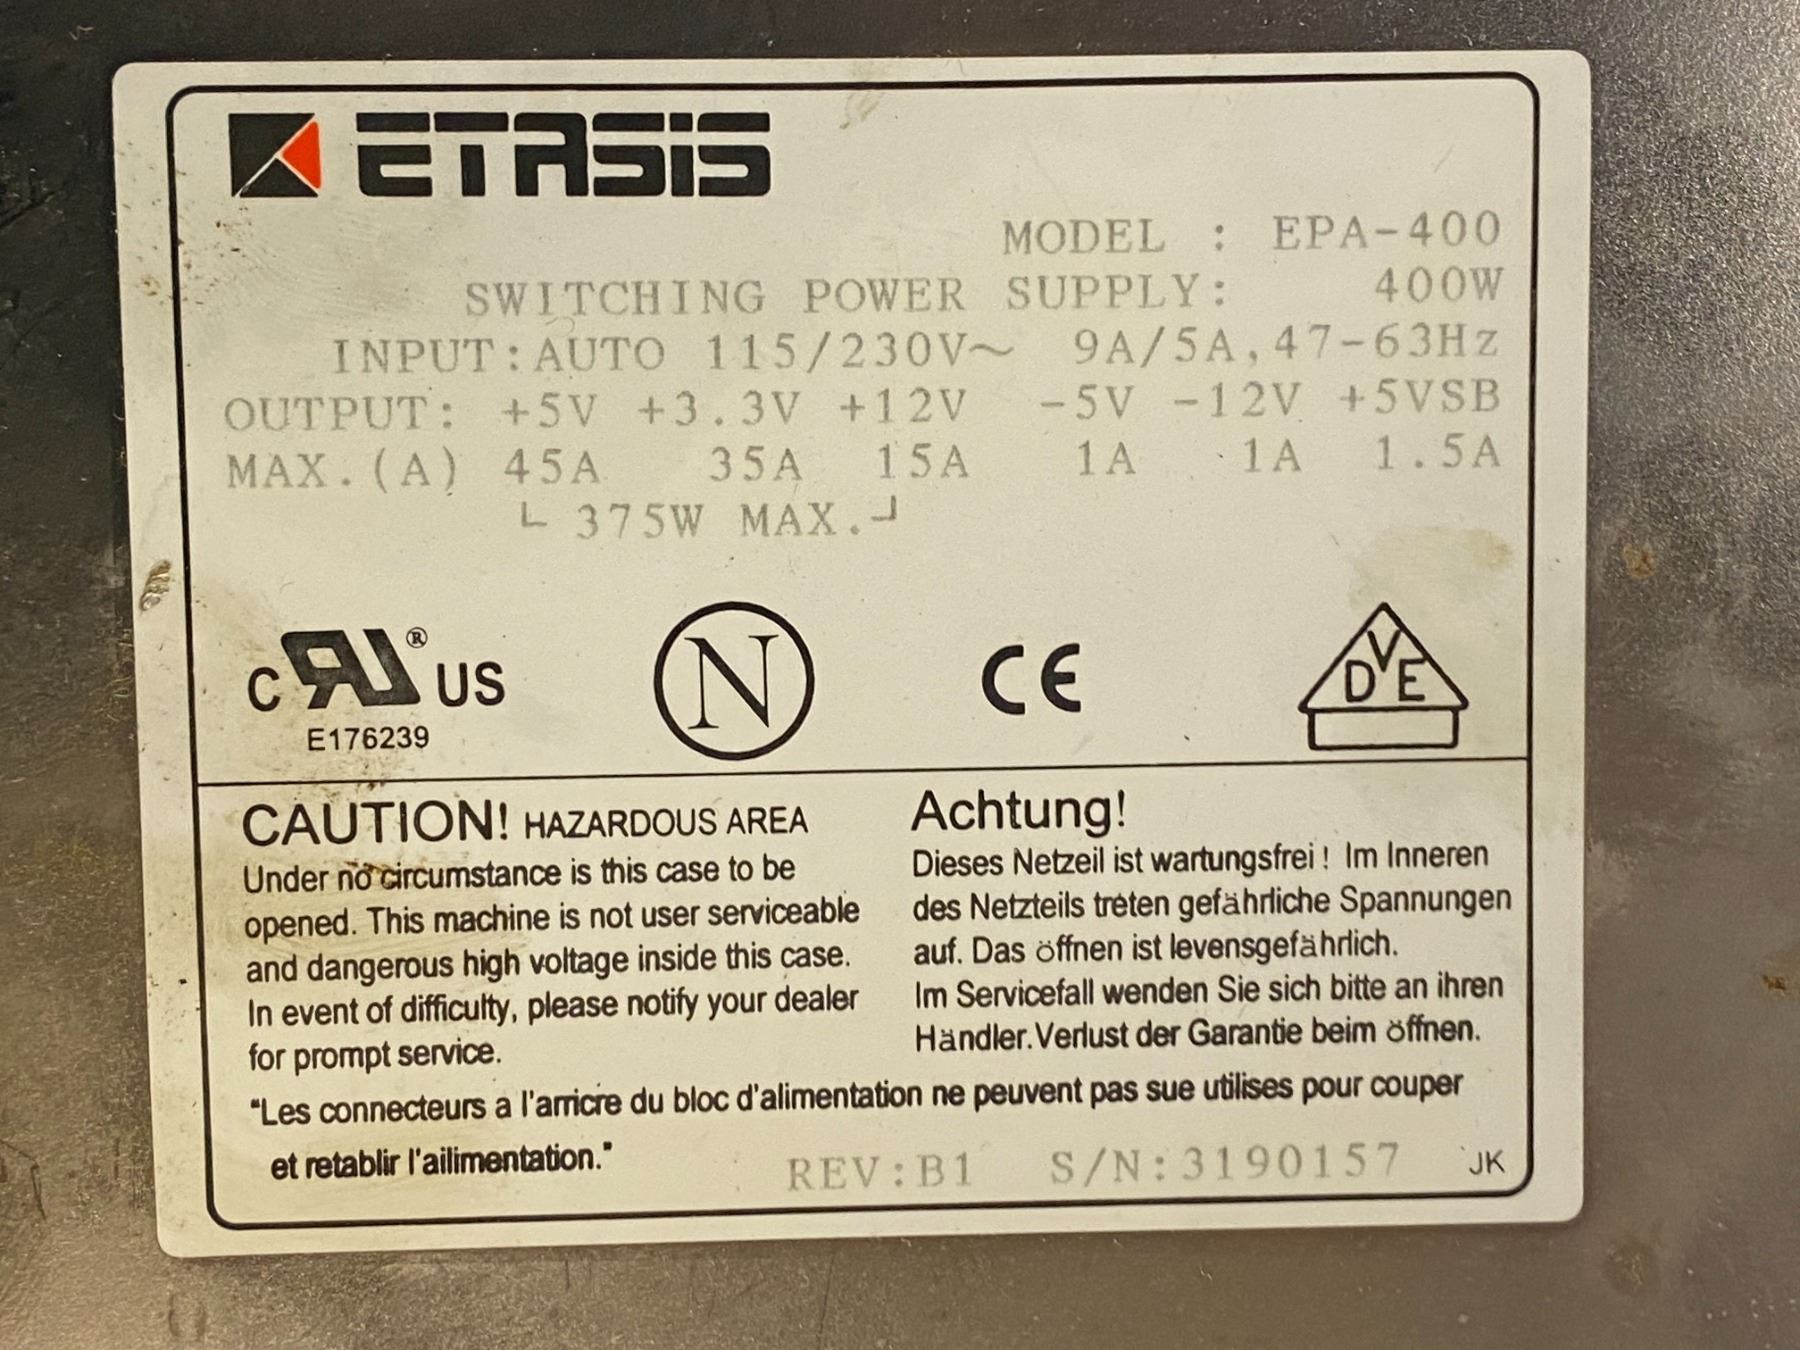 ETASIS
MODEL : EPA-400
SWITCHING POWER SUPPLY: 400W
INPUT:AUTO 115/230V~ 9A/5A,47-63Hz
OUTPUT: +5V +3.3V +12V -5V -12V +5VSB
MAX.(A) 45A 35A 15A 1A 1A 1.5A
└ 375W MAX.┘
C RU® US N CE DVE
E176239
CAUTION! HAZARDOUS AREA
Under no circumstance is this case to be
opened. This machine is not user serviceable
and dangerous high voltage inside this case.
In event of difficulty, please notify your dealer
for prompt service.
Achtung!
Dieses Netzeil ist wartungsfrei ! Im Inneren
des Netzteils treten gefährliche Spannungen
auf. Das öffnen ist levensgefährlich.
Im Servicefall wenden Sie sich bitte an ihren
Händler. Verlust der Garantie beim öffnen.
"Les connecteurs a l'arricre du bloc d'alimentation ne peuvent pas sue utilises pour couper
et retablir l'ailimentation."
REV:B1 S/N:3190157 JK